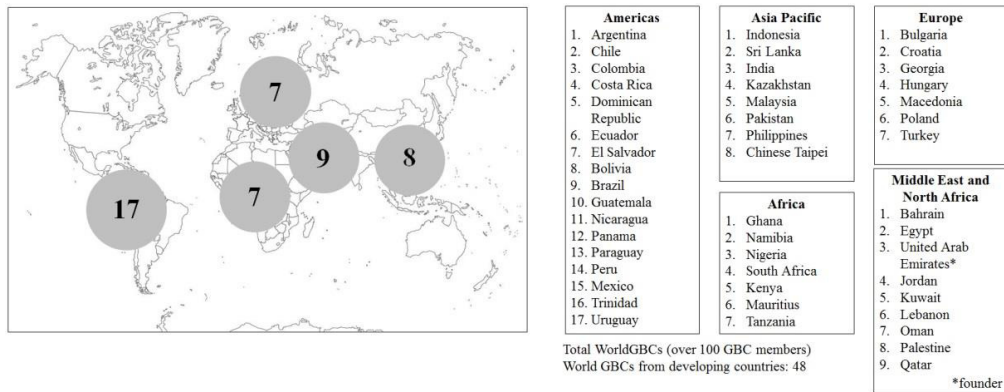 7
9
8
7
17
Americas
1. Argentina
2. Chile
3. Colombia
4. Costa Rica
5. Dominican
Republic
6. Ecuador
7. El Salvador
8. Bolivia
9. Brazil
10. Guatemala
11. Nicaragua
12. Panama
13. Paraguay
14. Peru
15. Mexico
16. Trinidad
17. Uruguay
Asia Pacific
1. Indonesia
2. Sri Lanka
3. India
4. Kazakhstan
5. Malaysia
6. Pakistan
7. Philippines
8. Chinese Taipei
Africa
1. Ghana
2. Namibia
3. Nigeria
4. South Africa
5. Kenya
6. Mauritius
7. Tanzania
Europe
1. Bulgaria
2. Croatia
3. Georgia
4. Hungary
5. Macedonia
6. Poland
7. Turkey
Middle East and
North Africa
1. Bahrain
2. Egypt
3. United Arab
Emirates*
4. Jordan
5. Kuwait
6. Lebanon
7. Oman
8. Palestine
9. Qatar
*founder
Total WorldGBCs (over 100 GBC members)
World GBCs from developing countries: 48